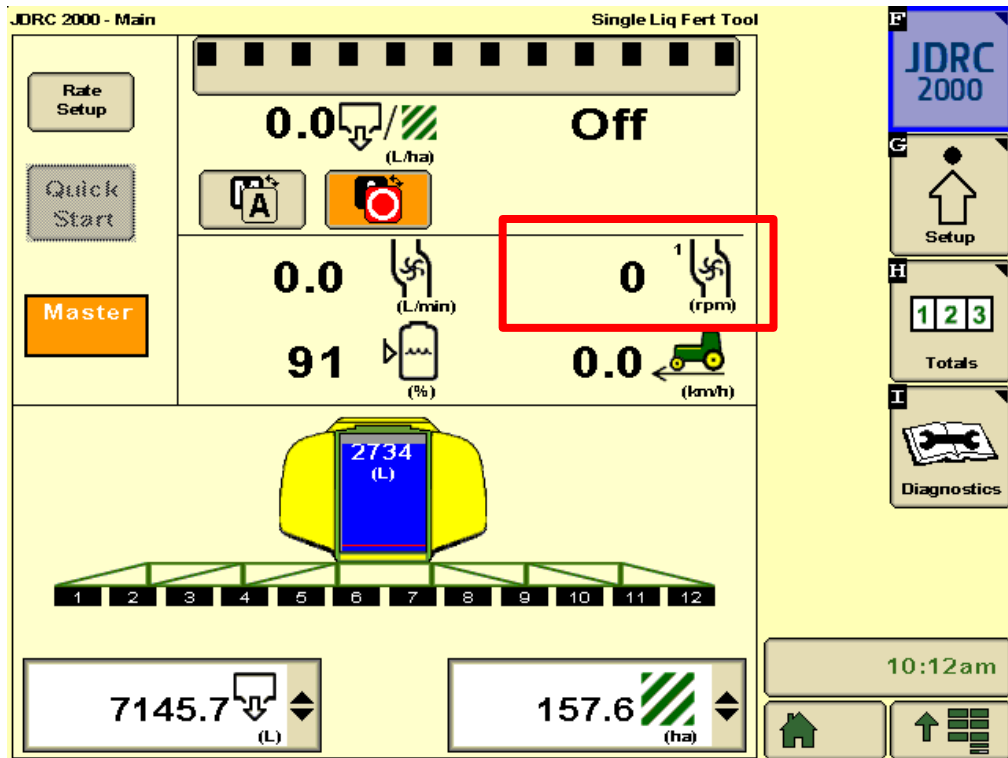 JDRC 2000 - Main
Single Liq Fert Tool
F
JDRC
2000
Rate
Setup
0.0 /
(L/ha)
Off
G
Setup
Quick
Start
A
H
1 2 3
Totals
Master
0.0
(L/min)
0
1
(rpm)
91
(%)
0.0
(km/h)
I
Diagnostics
2734
(L)
1 2 3 4 5 6 7 8 9 10 11 12
7145.7
(L)
157.6
(ha)
10:12am